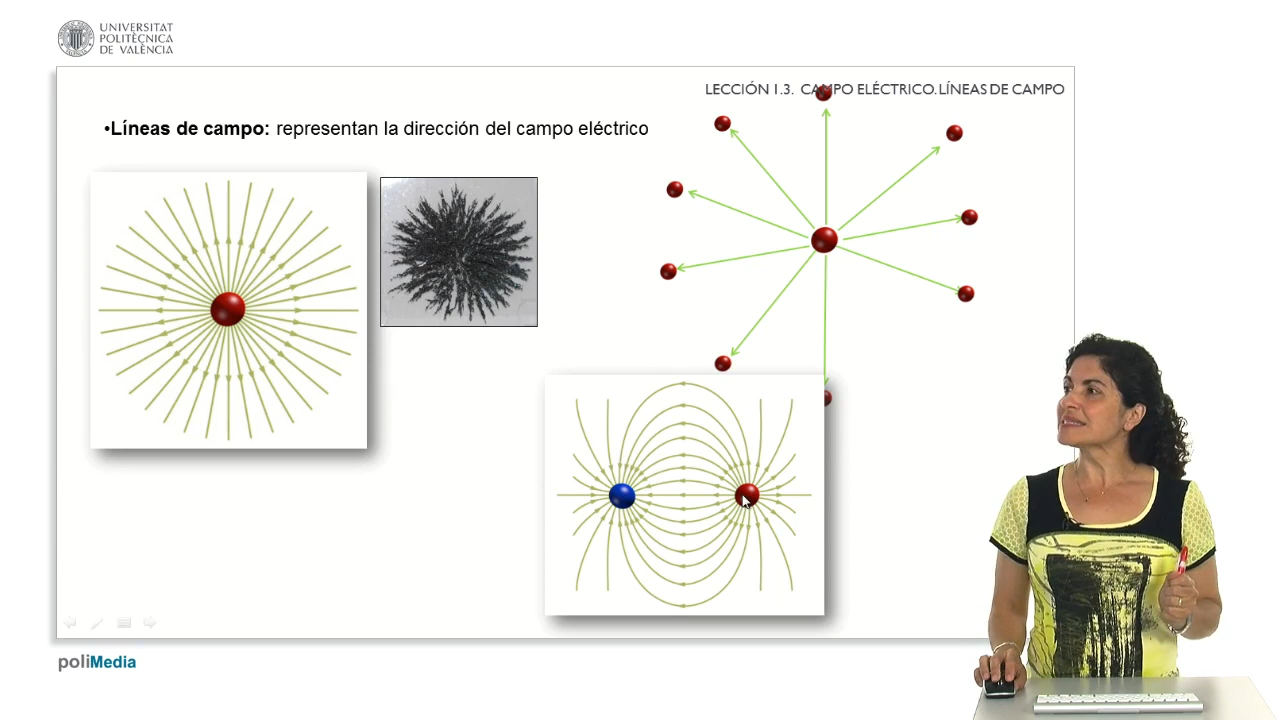 UNIVERSITAT
POLITÈCNICA
DE VALÈNCIA
LECCIÓN 1.3. CAMPO ELÉCTRICO. LÍNEAS DE CAMPO
•Líneas de campo: representan la dirección del campo eléctrico
poliMedia